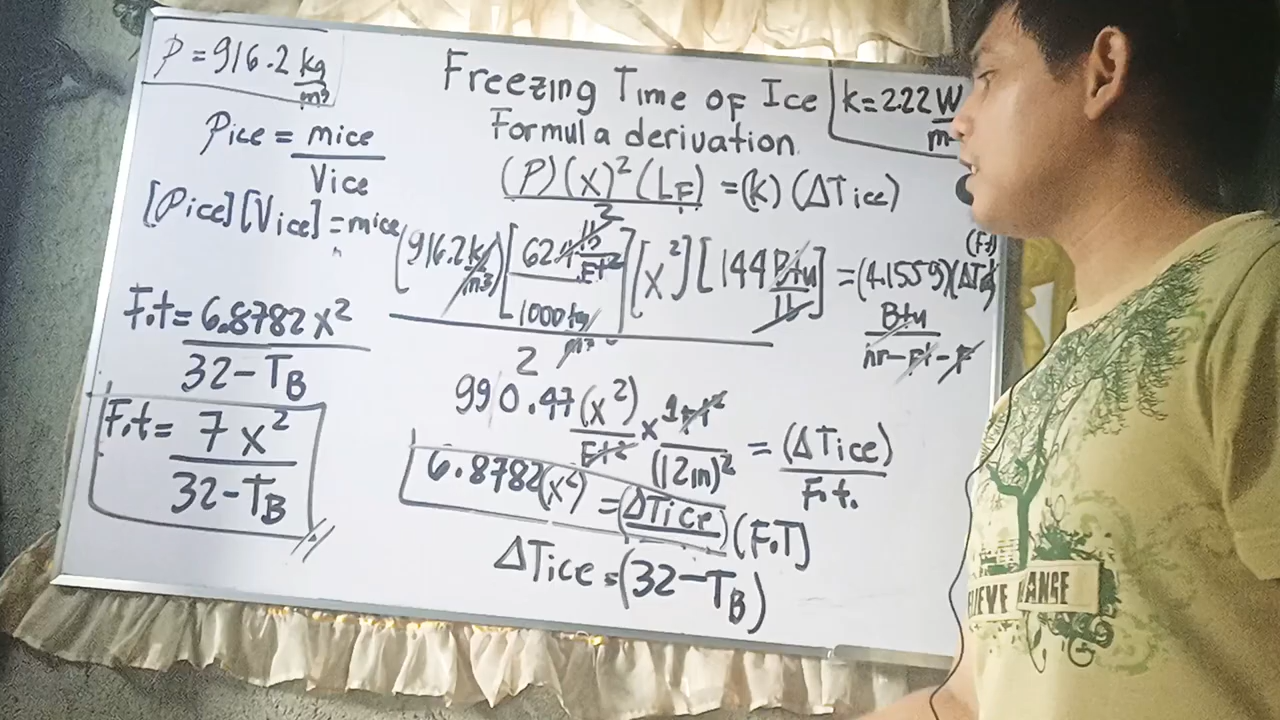 ρ = 916.2 kg/m³
ρice = mice/Vice
[ρice][Vice] = mice
F.t = 6.8782 x²/32 - TB
F.t = 7 x²/32 - TB
Freezing Time of Ice
Formula derivation
k = 2.22 W/m
(ρ)(x)²(LF)/2 = (k)(ΔTice)
(916.2 kg/m³)[62.4 lb/Ft³/1000 kg/m³][x²][144 Btu/lb]/2 = (4.1559)(ΔTice)(F.t) Btu/hr-Ft-F
990.47 (x²)/Ft² × 1 Ft²/(12in)² = (ΔTice)/F.t.
6.8782(x²) = (ΔTice)(F.T)
ΔTice = (32 - TB)